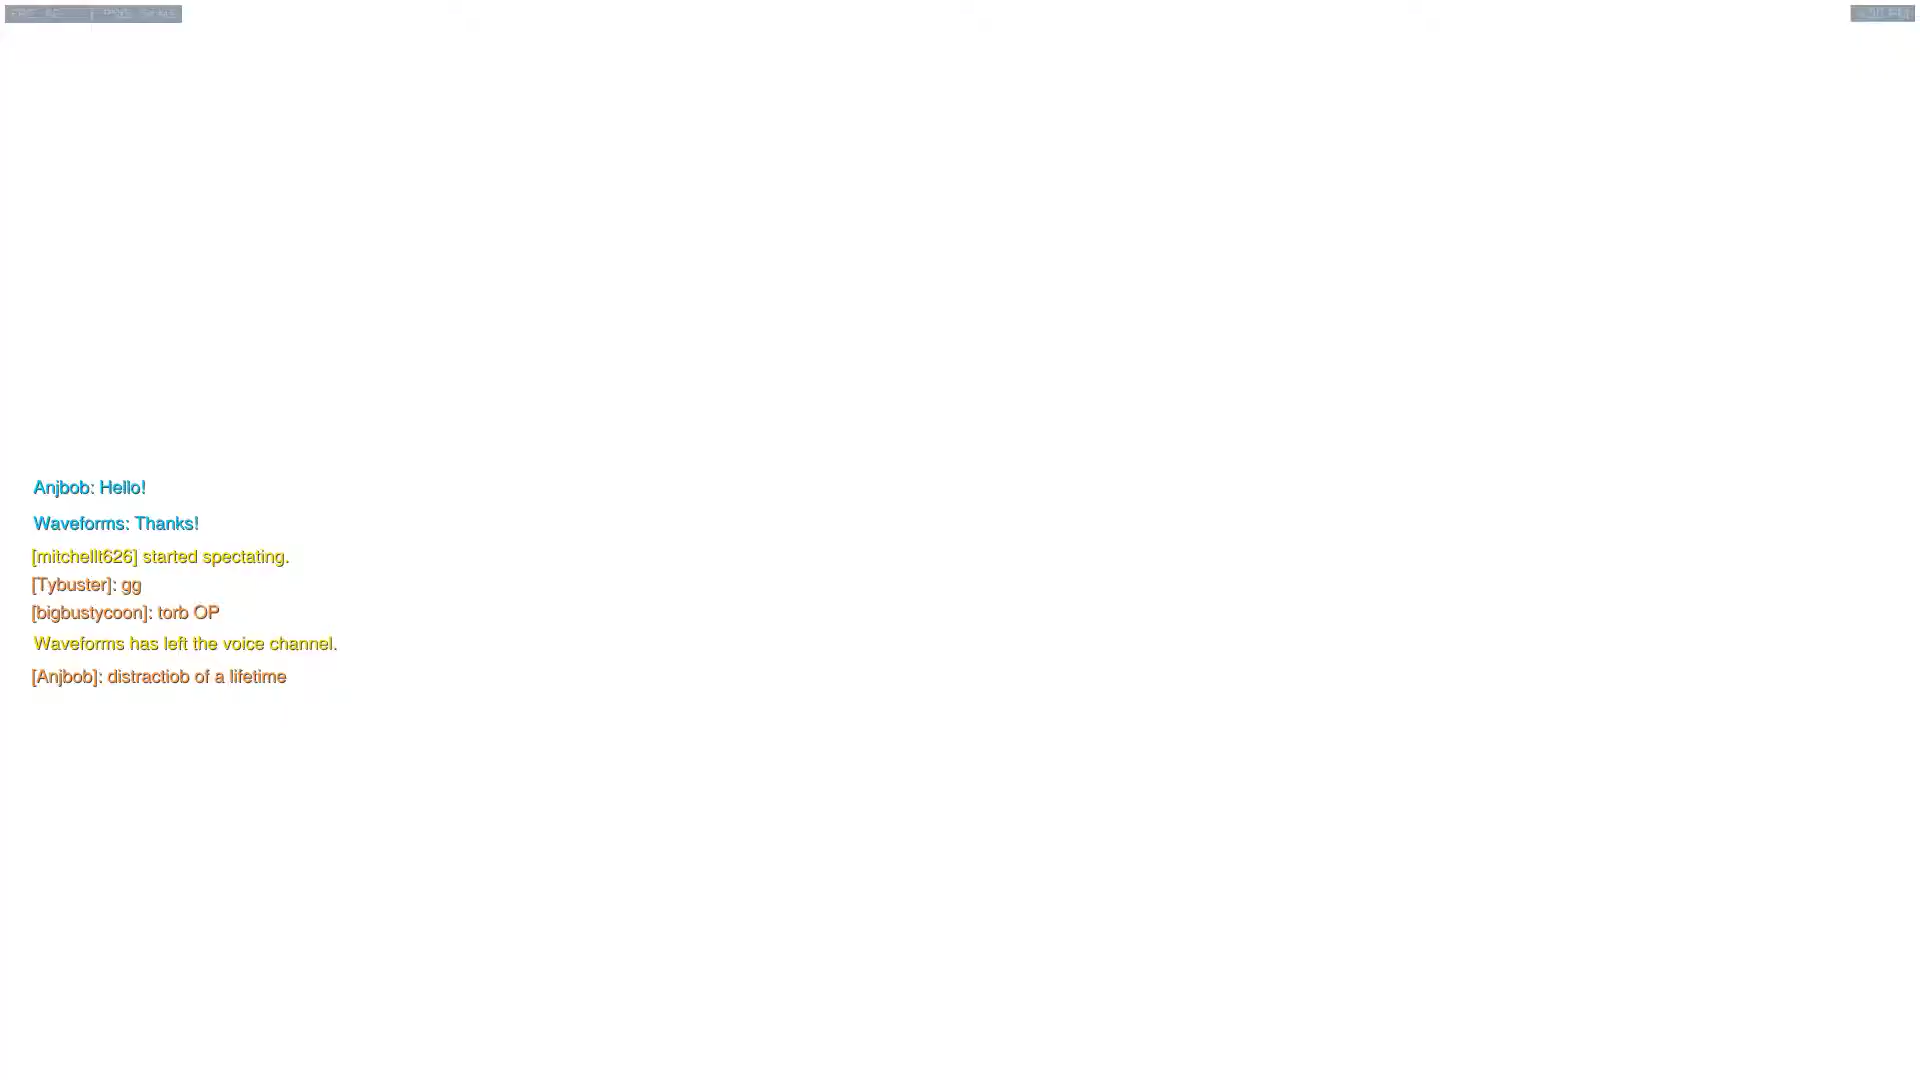 Anjbob: Hello!
Waveforms: Thanks!
[mitchellt626] started spectating.
[Tybuster]: gg
[bigbustycoon]: torb OP
Waveforms has left the voice channel.
[Anjbob]: distractiob of a lifetime